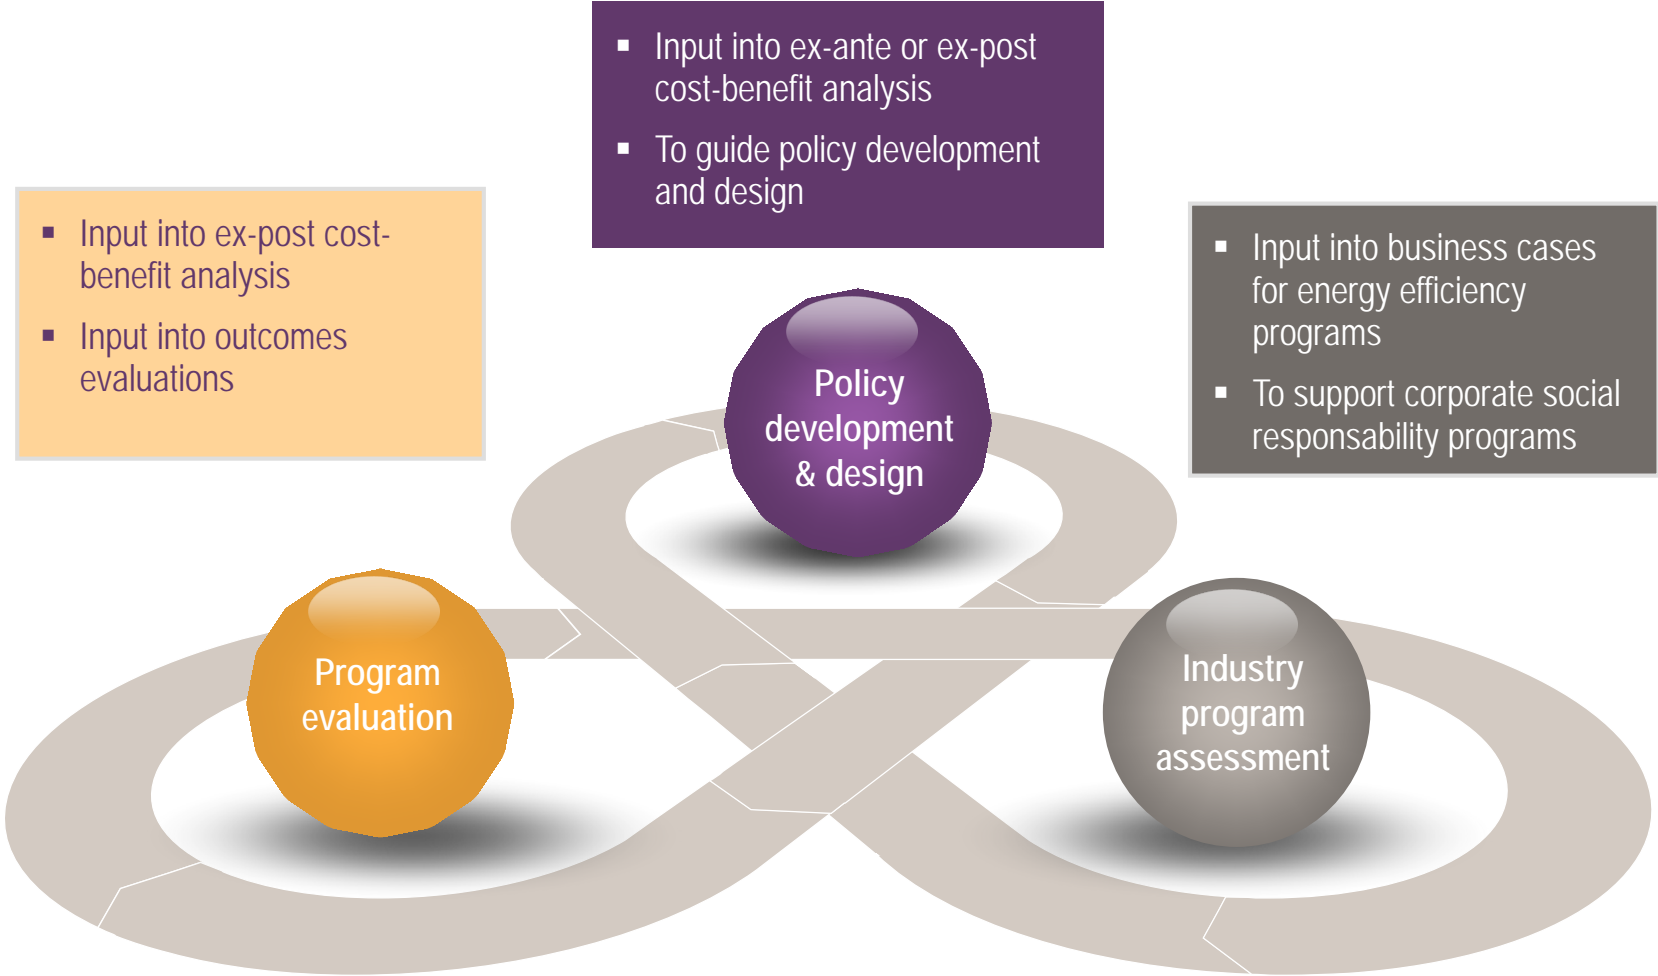 ▪ Input into ex-ante or ex-post
cost-benefit analysis
▪ To guide policy development
and design
▪ Input into ex-post cost-
benefit analysis
▪ Input into outcomes
evaluations
▪ Input into business cases
for energy efficiency
programs
▪ To support corporate social
responsability programs
Policy
development
& design
Program
evaluation
Industry
program
assessment